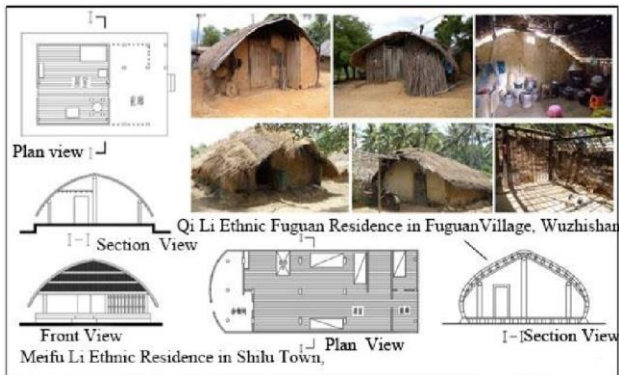 I
Plan view
I
I-I Section View
Qi Li Ethnic Fuguan Residence in FuguanVillage, Wuzhishan
Front View
I
I
Plan View
I-I Section View
Meifu Li Ethnic Residence in Shilu Town,